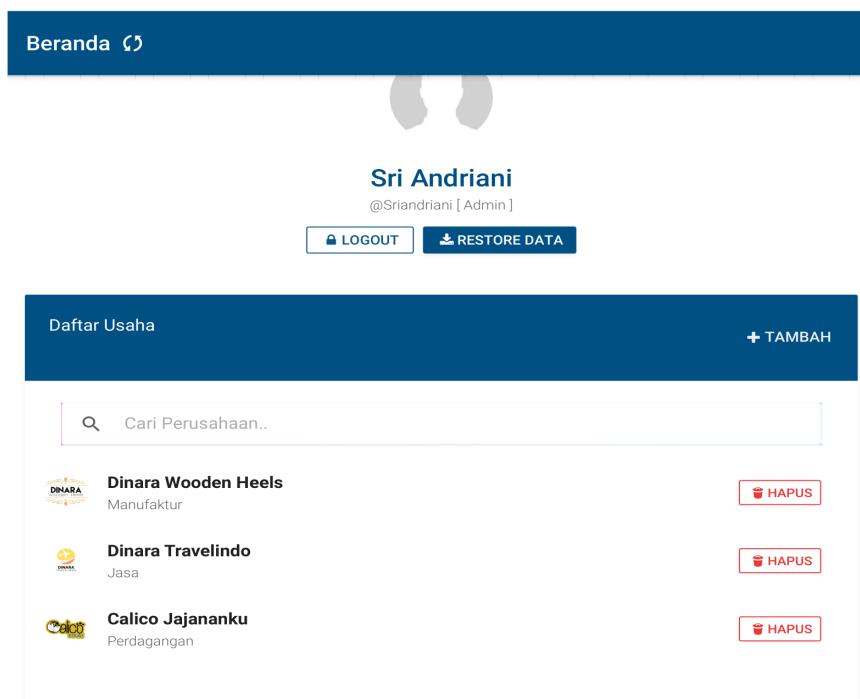 Beranda
Sri Andriani
@Sriandriani [ Admin ]
LOGOUT RESTORE DATA
Daftar Usaha
TAMBAH
Cari Perusahaan..
DINARA
Dinara Wooden Heels
HAPUS
Manufaktur
Dinara Travelindo
DINARA
HAPUS
Jasa
Calico Jajananku
Calico
HAPUS
Perdagangan